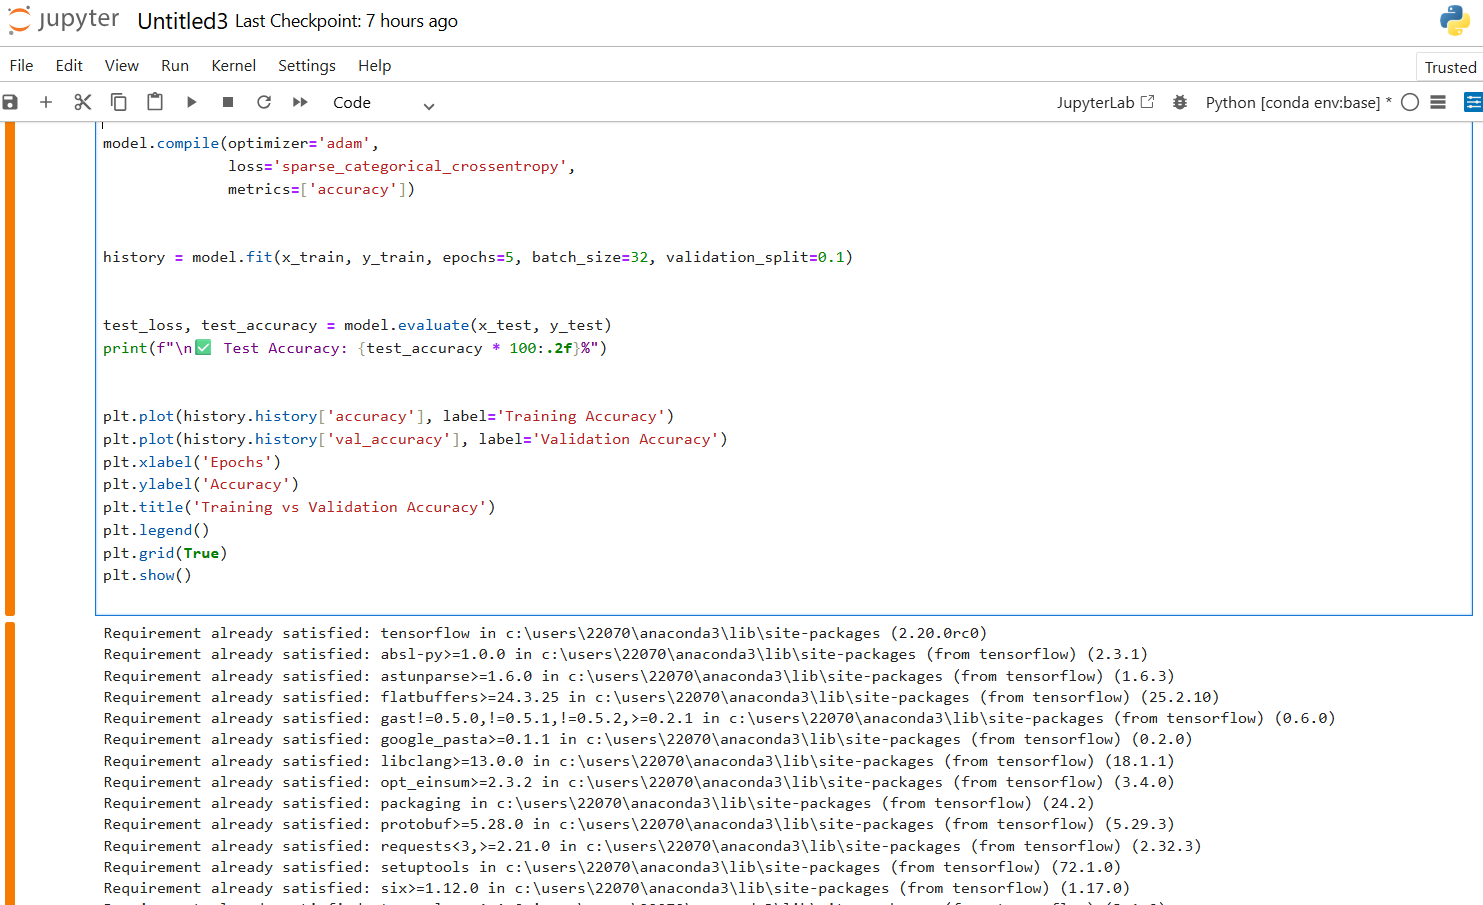 jupyter Untitled3 Last Checkpoint: 7 hours ago
File Edit View Run Kernel Settings Help
Trusted
Code
JupyterLab Python [conda env:base] *
model.compile(optimizer='adam',
loss='sparse_categorical_crossentropy',
metrics=['accuracy'])
history = model.fit(x_train, y_train, epochs=5, batch_size=32, validation_split=0.1)
test_loss, test_accuracy = model.evaluate(x_test, y_test)
print(f"\n✅ Test Accuracy: {test_accuracy * 100:.2f}%")
plt.plot(history.history['accuracy'], label='Training Accuracy')
plt.plot(history.history['val_accuracy'], label='Validation Accuracy')
plt.xlabel('Epochs')
plt.ylabel('Accuracy')
plt.title('Training vs Validation Accuracy')
plt.legend()
plt.grid(True)
plt.show()
Requirement already satisfied: tensorflow in c:\users\22070\anaconda3\lib\site-packages (2.20.0rc0)
Requirement already satisfied: absl-py>=1.0.0 in c:\users\22070\anaconda3\lib\site-packages (from tensorflow) (2.3.1)
Requirement already satisfied: astunparse>=1.6.0 in c:\users\22070\anaconda3\lib\site-packages (from tensorflow) (1.6.3)
Requirement already satisfied: flatbuffers>=24.3.25 in c:\users\22070\anaconda3\lib\site-packages (from tensorflow) (25.2.10)
Requirement already satisfied: gast!=0.5.0,!=0.5.1,!=0.5.2,>=0.2.1 in c:\users\22070\anaconda3\lib\site-packages (from tensorflow) (0.6.0)
Requirement already satisfied: google_pasta>=0.1.1 in c:\users\22070\anaconda3\lib\site-packages (from tensorflow) (0.2.0)
Requirement already satisfied: libclang>=13.0.0 in c:\users\22070\anaconda3\lib\site-packages (from tensorflow) (18.1.1)
Requirement already satisfied: opt_einsum>=2.3.2 in c:\users\22070\anaconda3\lib\site-packages (from tensorflow) (3.4.0)
Requirement already satisfied: packaging in c:\users\22070\anaconda3\lib\site-packages (from tensorflow) (24.2)
Requirement already satisfied: protobuf>=5.28.0 in c:\users\22070\anaconda3\lib\site-packages (from tensorflow) (5.29.3)
Requirement already satisfied: requests<3,>=2.21.0 in c:\users\22070\anaconda3\lib\site-packages (from tensorflow) (2.32.3)
Requirement already satisfied: setuptools in c:\users\22070\anaconda3\lib\site-packages (from tensorflow) (72.1.0)
Requirement already satisfied: six>=1.12.0 in c:\users\22070\anaconda3\lib\site-packages (from tensorflow) (1.17.0)